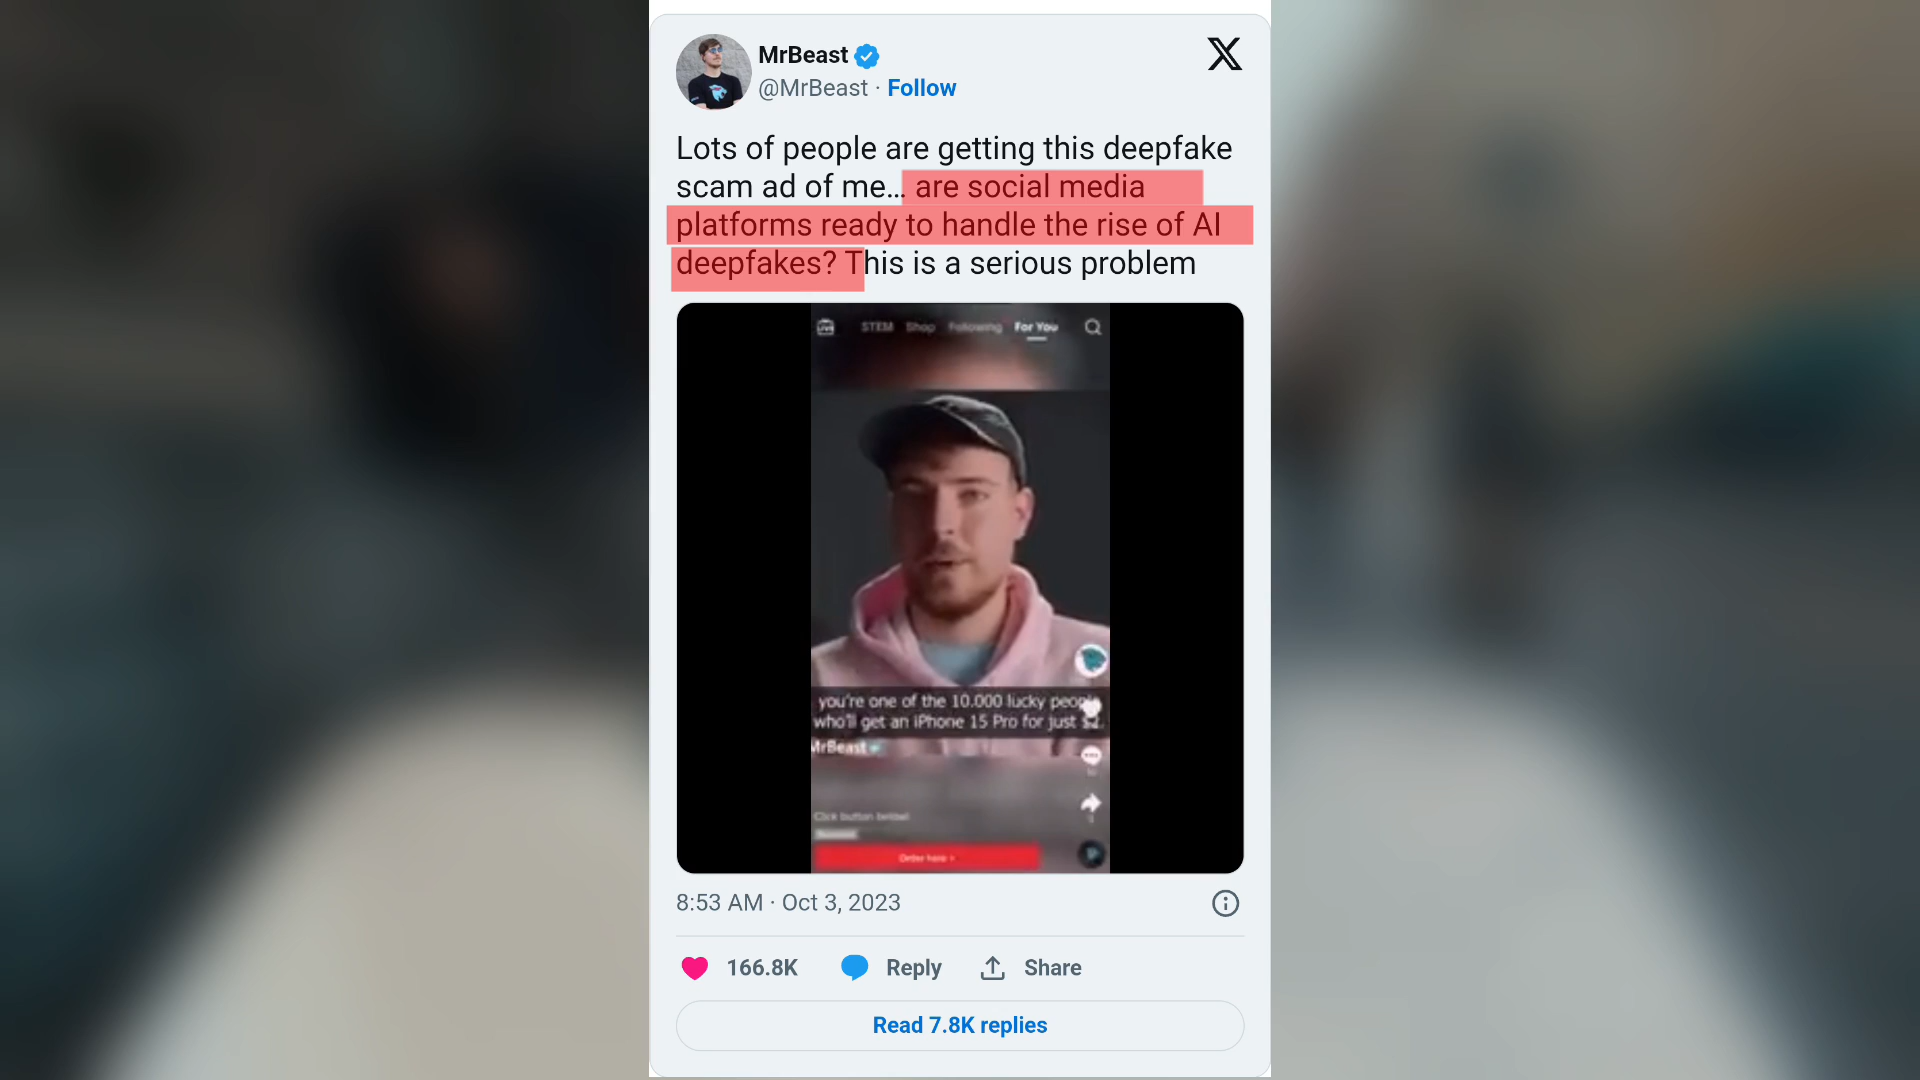 MrBeast
@MrBeast · Follow
Lots of people are getting this deepfake
scam ad of me… are social media
platforms ready to handle the rise of AI
deepfakes? This is a serious problem
LIVE STEM Shop Following For You
you're one of the 10.000 lucky people
who'll get an iPhone 15 Pro for just $2.
MrBeast
Click button below!
Order here >
8:53 AM · Oct 3, 2023
166.8K Reply Share
Read 7.8K replies